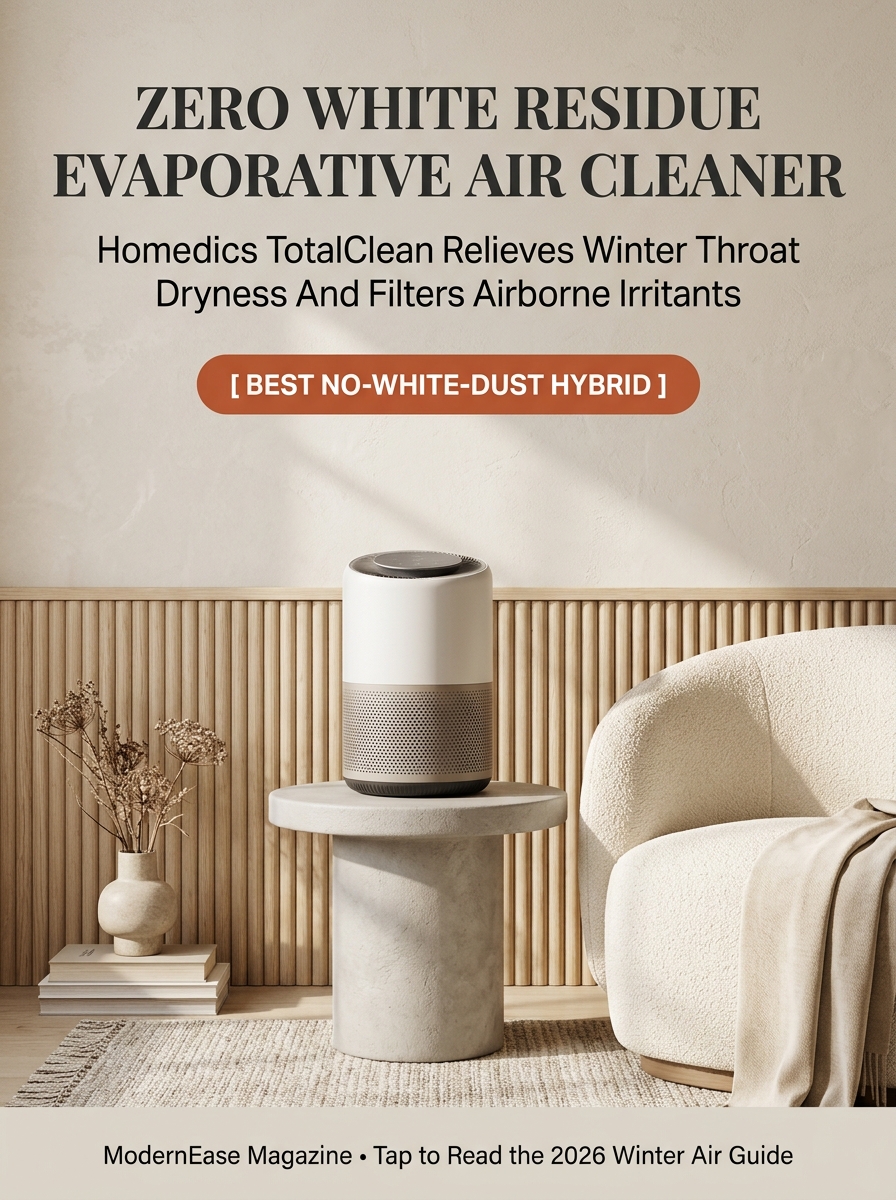 ZERO WHITE RESIDUE
EVAPORATIVE AIR CLEANER
Homedics TotalClean Relieves Winter Throat
Dryness And Filters Airborne Irritants
[ BEST NO-WHITE-DUST HYBRID ]
ModernEase Magazine • Tap to Read the 2026 Winter Air Guide